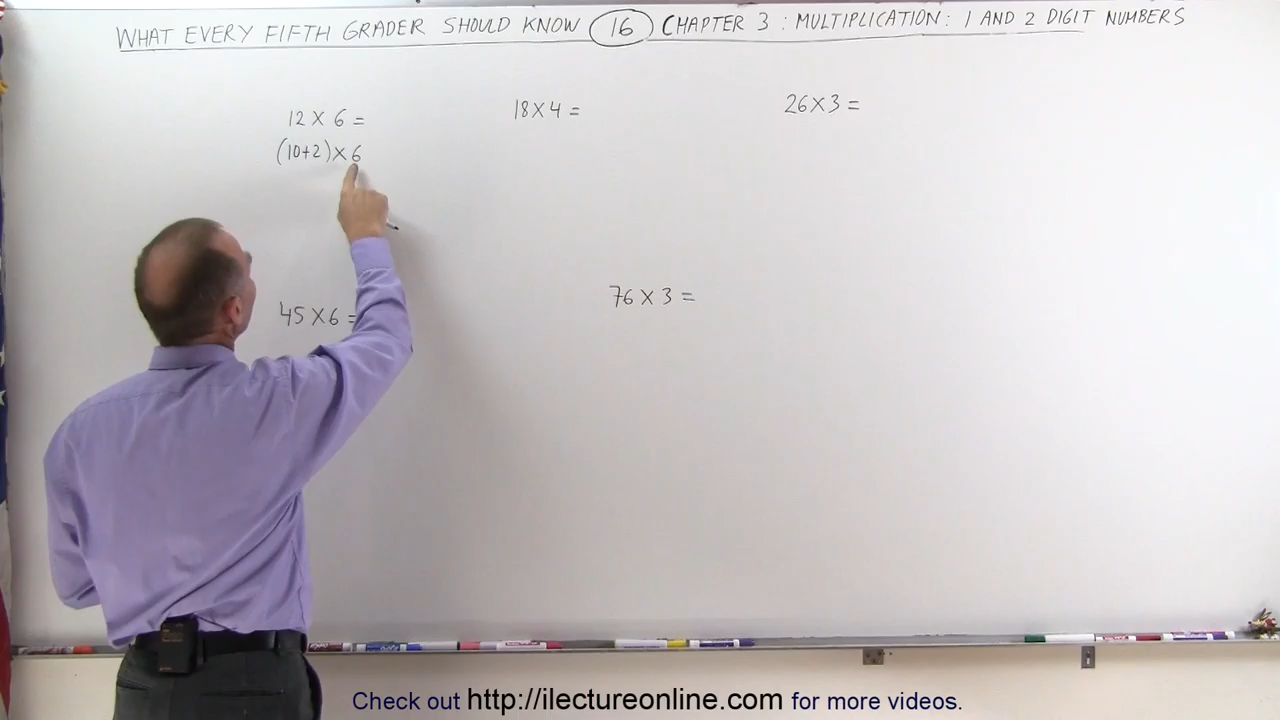 WHAT EVERY FIFTH GRADER SHOULD KNOW 16 CHAPTER 3 : MULTIPLICATION: 1 AND 2 DIGIT NUMBERS
12 X 6 =
(10+2) X 6
18 X 4 =
26 X 3 =
45 X 6 =
76 X 3 =
Check out http://ilectureonline.com for more videos.